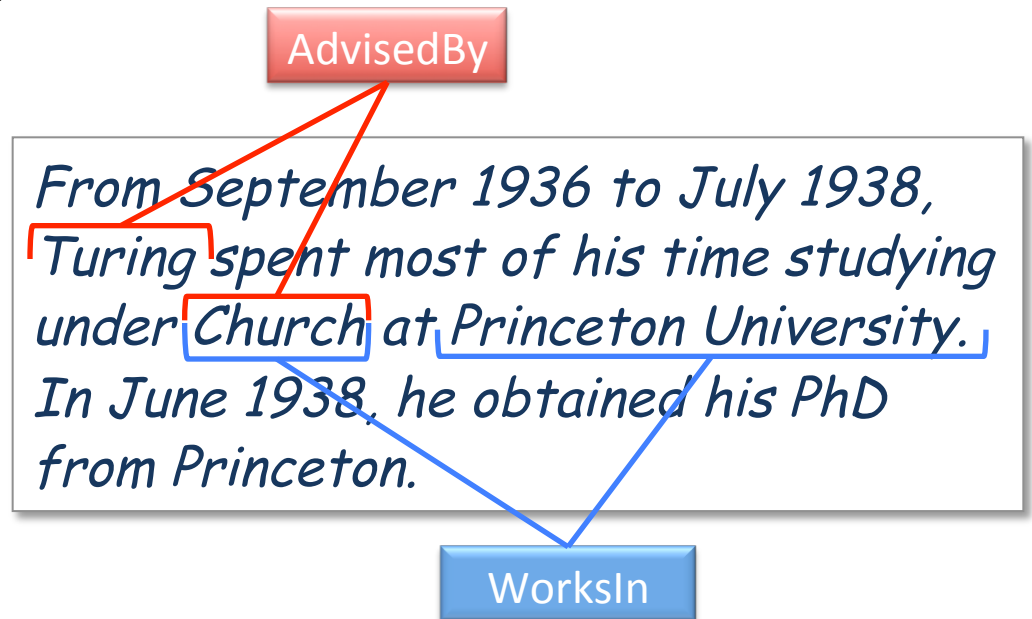 AdvisedBy
From September 1936 to July 1938,
Turing spent most of his time studying
under Church at Princeton University.
In June 1938, he obtained his PhD
from Princeton.
WorksIn